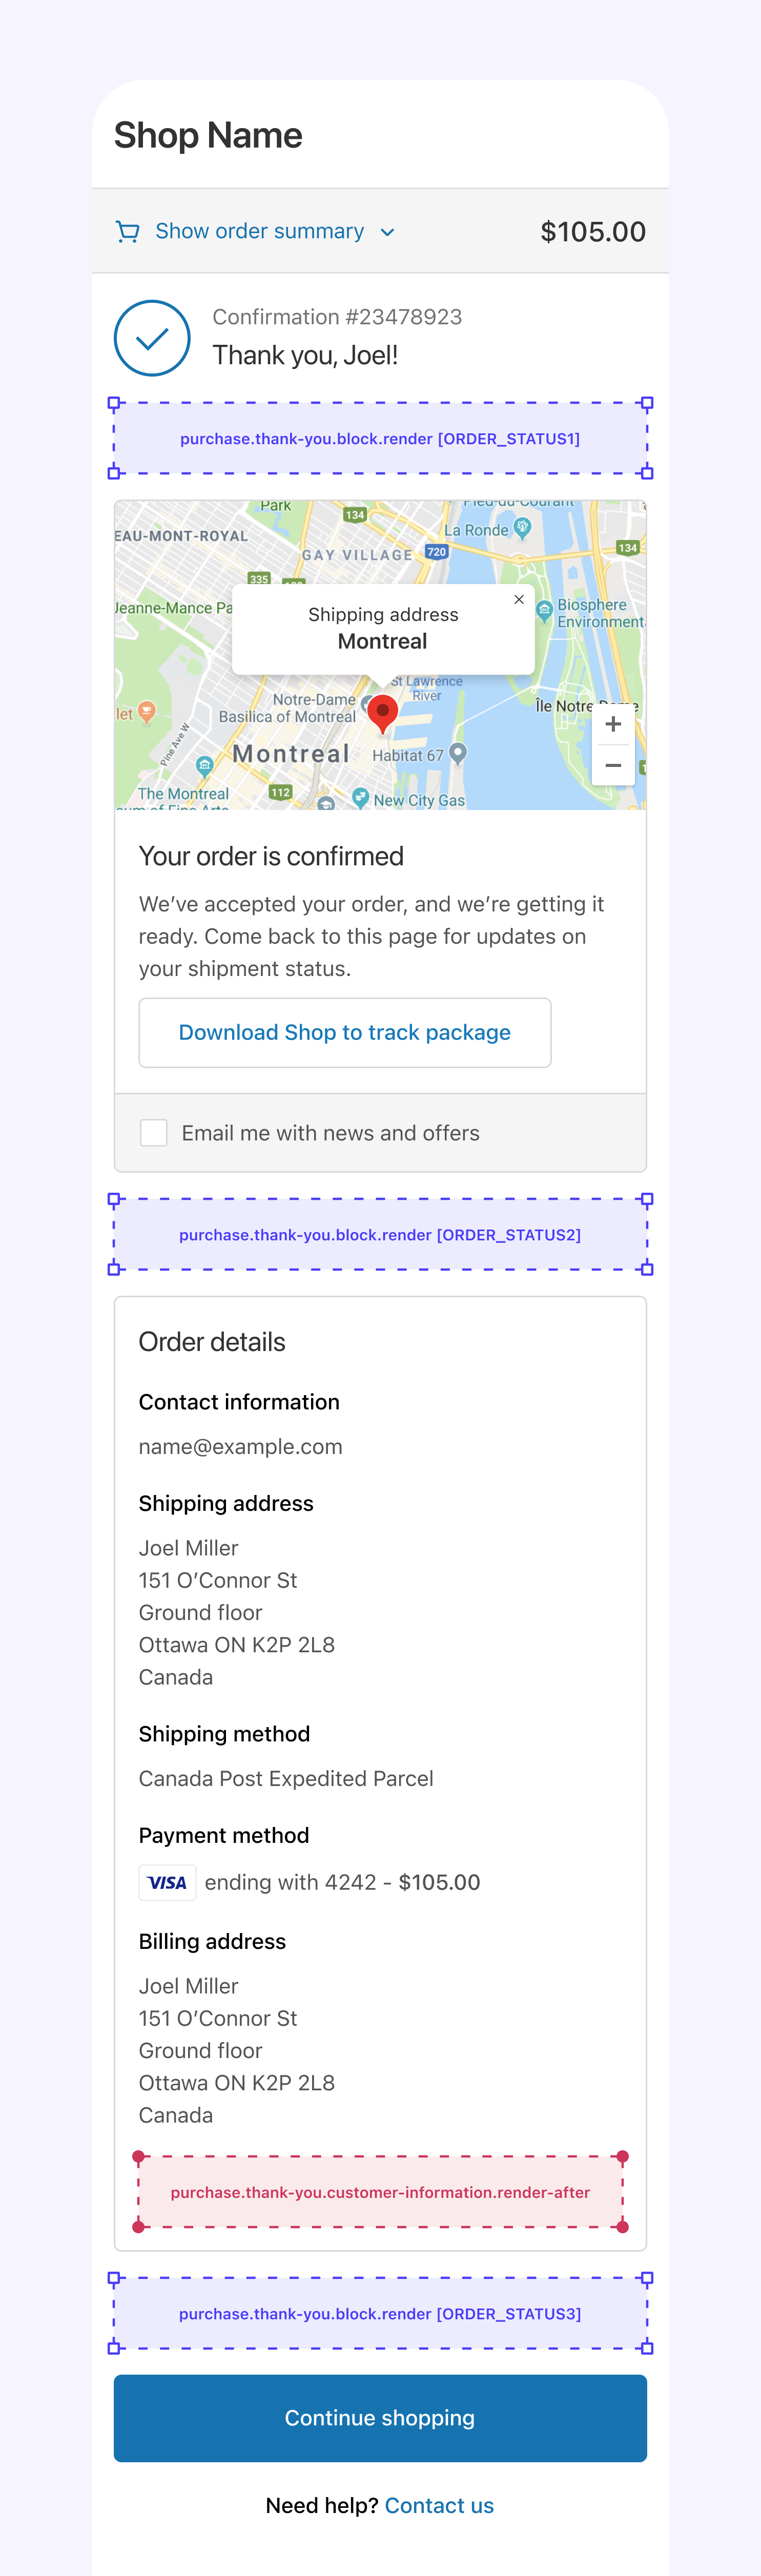 Shop Name
Show order summary
$105.00
Confirmation #23478923
Thank you, Joel!
purchase.thank-you.block.render [ORDER_STATUS1]
Park
134
La Ronde
EAU-MONT-ROYAL
GAY VILLAGE
720
134
335
Jeanne-Mance Pa
Shipping address
Montreal
Biosphere
Environment
St Lawrence
River
Notre-Dame
Basilica of Montreal
Île Notre-Dame
let
Pine Ave W
Montreal
Habitat 67
The Montreal
112
New City Gas
Your order is confirmed
We’ve accepted your order, and we’re getting it
ready. Come back to this page for updates on
your shipment status.
Download Shop to track package
Email me with news and offers
purchase.thank-you.block.render [ORDER_STATUS2]
Order details
Contact information
name@example.com
Shipping address
Joel Miller
151 O’Connor St
Ground floor
Ottawa ON K2P 2L8
Canada
Shipping method
Canada Post Expedited Parcel
Payment method
VISA ending with 4242 - $105.00
Billing address
Joel Miller
151 O’Connor St
Ground floor
Ottawa ON K2P 2L8
Canada
purchase.thank-you.customer-information.render-after
purchase.thank-you.block.render [ORDER_STATUS3]
Continue shopping
Need help? Contact us